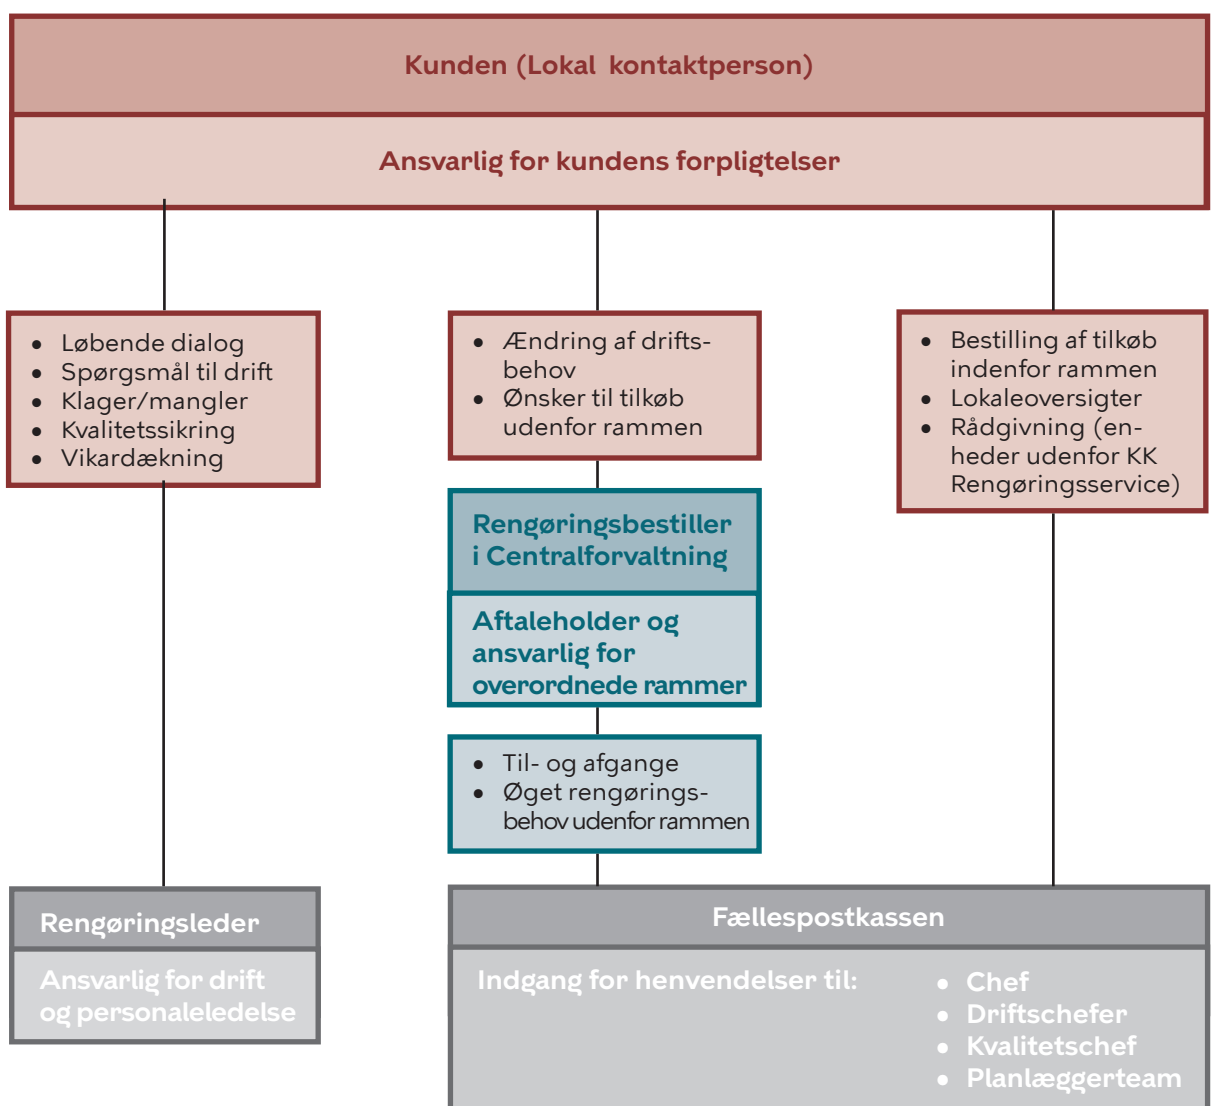 Kunden (Lokal kontaktperson)
Ansvarlig for kundens forpligtelser
• Løbende dialog
• Spørgsmål til drift
• Klager/mangler
• Kvalitetssikring
• Vikardækning
• Ændring af drifts-
behov
• Ønsker til tilkøb
udenfor rammen
• Bestilling af tilkøb
indenfor rammen
• Lokaleoversigter
• Rådgivning (en-
heder udenfor KK
Rengøringsservice)
Rengøringsbestiller
i Centralforvaltning
Aftaleholder og
ansvarlig for
overordnede rammer
• Til- og afgange
• Øget rengørings-
behov udenfor rammen
Rengøringsleder
Ansvarlig for drift
og personaleledelse
Fællespostkassen
Indgang for henvendelser til:
• Chef
• Driftschefer
• Kvalitetschef
• Planlæggerteam